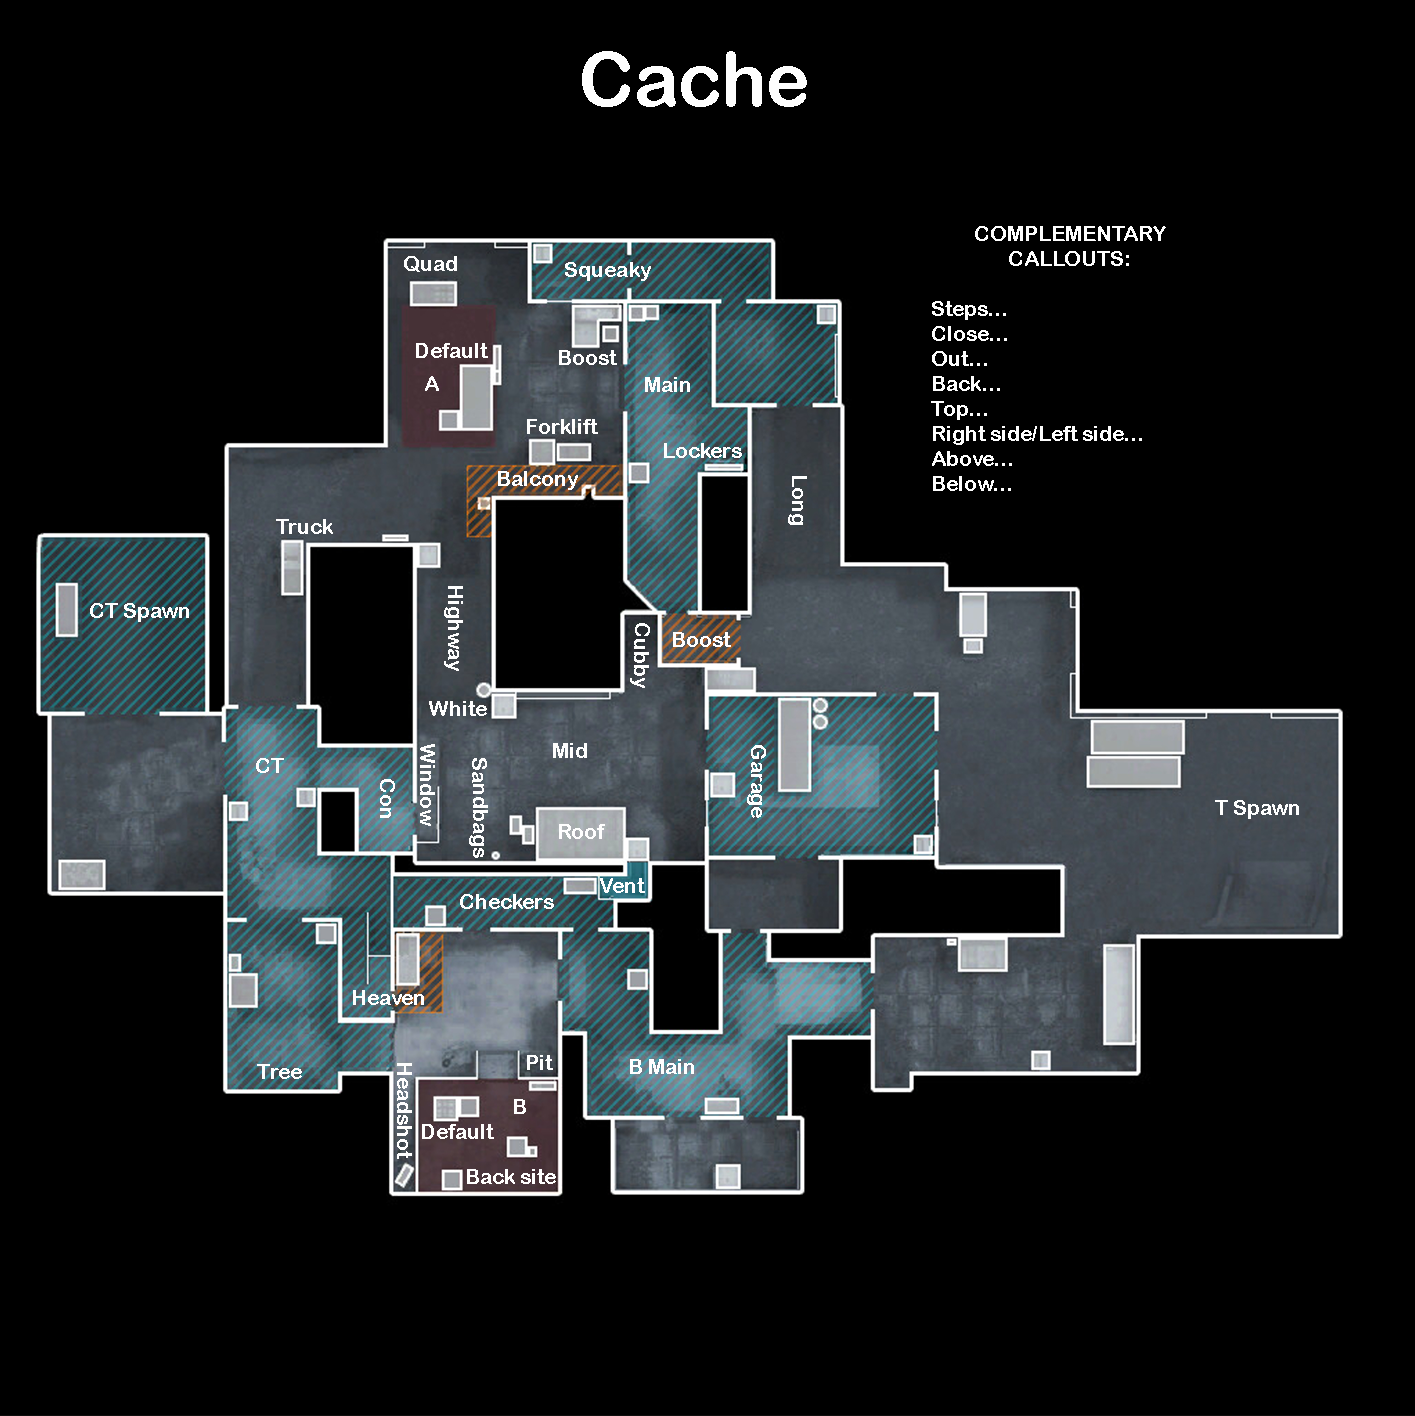 Cache
COMPLEMENTARY
CALLOUTS:
Steps...
Close...
Out...
Back...
Top...
Right side/Left side...
Above...
Below...
Quad
Squeaky
Default
A
Boost
Main
Forklift
Lockers
Balcony
Long
Truck
CT Spawn
Highway
Cubby
Boost
White
Mid
CT
Con
Window
Sandbags
Garage
T Spawn
Roof
Vent
Checkers
Heaven
Tree
Pit
B Main
Headshot
B
Default
Back site